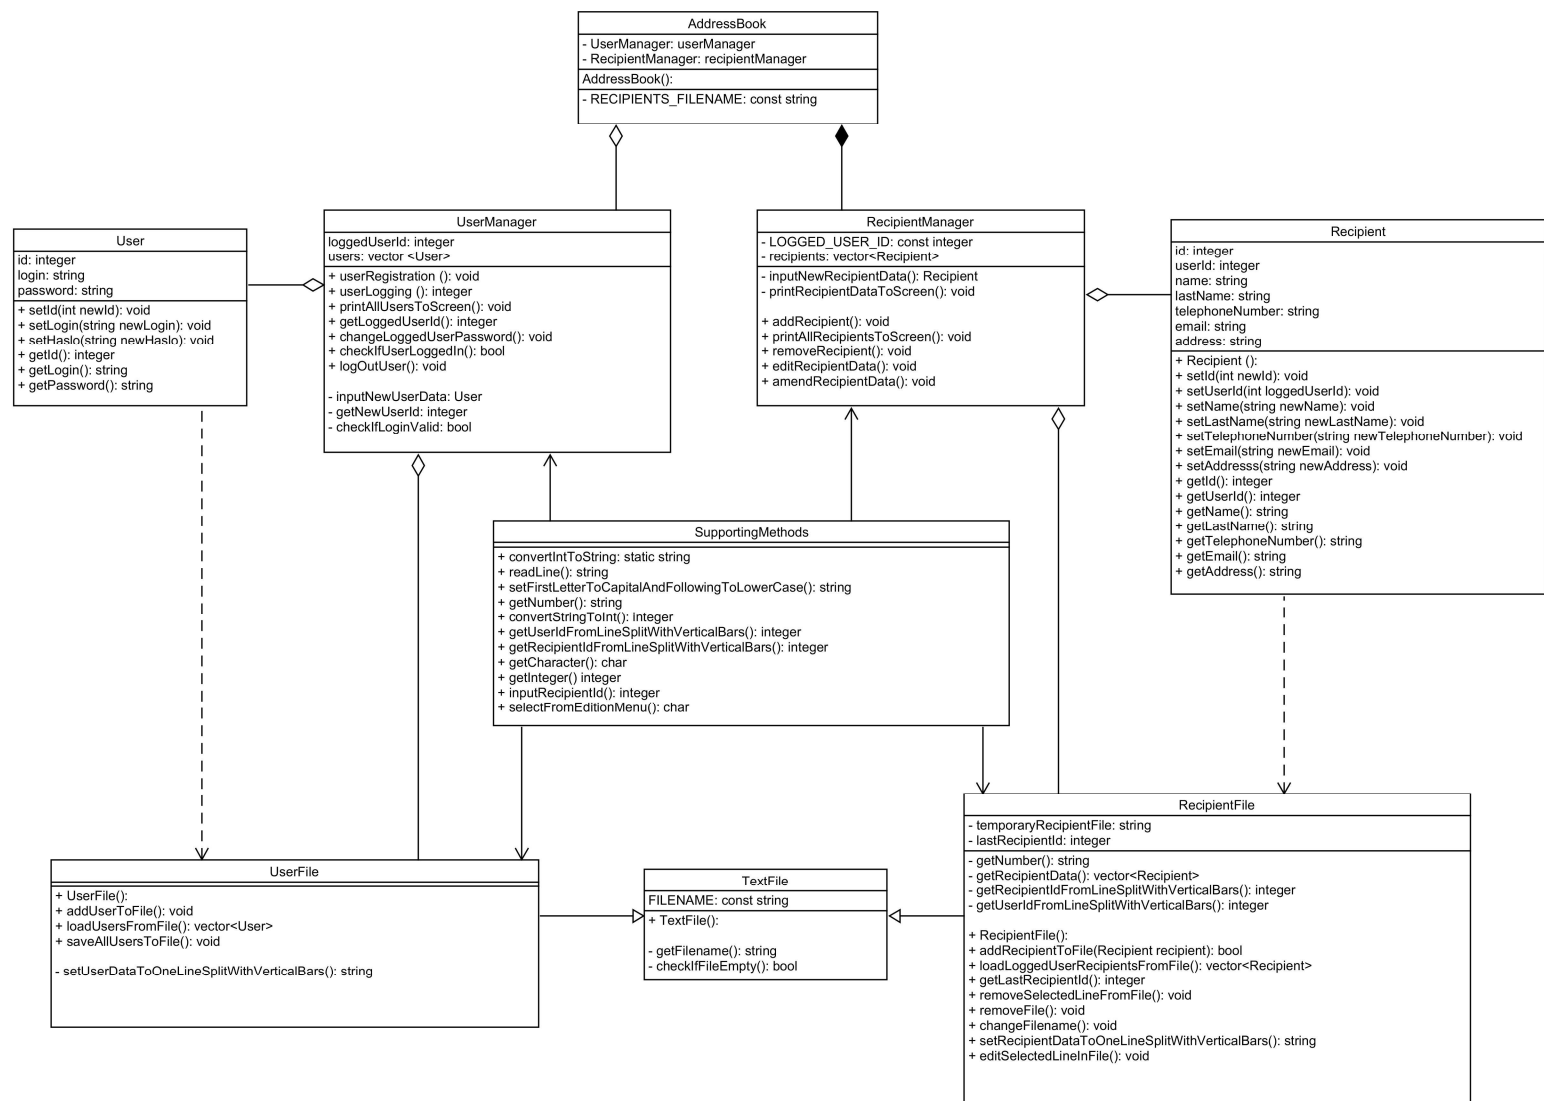 AddressBook
- UserManager: userManager
- RecipientManager: recipientManager
AddressBook():
- RECIPIENTS_FILENAME: const string
User
id: integer
login: string
password: string
+ setId(int newId): void
+ setLogin(string newLogin): void
+ setHaslo(string newHaslo): void
+ getId(): integer
+ getLogin(): string
+ getPassword(): string
UserManager
loggedUserId: integer
users: vector <User>
+ userRegistration (): void
+ userLogging (): integer
+ printAllUsersToScreen(): void
+ getLoggedUserId(): integer
+ changeLoggedUserPassword(): void
+ checkIfUserLoggedIn(): bool
+ logOutUser(): void
- inputNewUserData: User
- getNewUserId: integer
- checkIfLoginValid: bool
RecipientManager
- LOGGED_USER_ID: const integer
- recipients: vector<Recipient>
- inputNewRecipientData(): Recipient
- printRecipientDataToScreen(): void
+ addRecipient(): void
+ printAllRecipientsToScreen(): void
+ removeRecipient(): void
+ editRecipientData(): void
+ amendRecipientData(): void
Recipient
id: integer
userId: integer
name: string
lastName: string
telephoneNumber: string
email: string
address: string
+ Recipient ():
+ setId(int newId): void
+ setUserId(int loggedUserId): void
+ setName(string newName): void
+ setLastName(string newLastName): void
+ setTelephoneNumber(string newTelephoneNumber): void
+ setEmail(string newEmail): void
+ setAddresss(string newAddress): void
+ getId(): integer
+ getUserId(): integer
+ getName(): string
+ getLastName(): string
+ getTelephoneNumber(): string
+ getEmail(): string
+ getAddress(): string
SupportingMethods
+ convertIntToString: static string
+ readLine(): string
+ setFirstLetterToCapitalAndFollowingToLowerCase(): string
+ getNumber(): string
+ convertStringToInt(): integer
+ getUserIdFromLineSplitWithVerticalBars(): integer
+ getRecipientIdFromLineSplitWithVerticalBars(): integer
+ getCharacter(): char
+ getInteger() integer
+ inputRecipientId(): integer
+ selectFromEditionMenu(): char
UserFile
+ UserFile():
+ addUserToFile(): void
+ loadUsersFromFile(): vector<User>
+ saveAllUsersToFile(): void
- setUserDataToOneLineSplitWithVerticalBars(): string
TextFile
FILENAME: const string
+ TextFile():
- getFilename(): string
- checkIfFileEmpty(): bool
RecipientFile
- temporaryRecipientFile: string
- lastRecipientId: integer
- getNumber(): string
- getRecipientData(): vector<Recipient>
- getRecipientIdFromLineSplitWithVerticalBars(): integer
- getUserIdFromLineSplitWithVerticalBars(): integer
+ RecipientFile():
+ addRecipientToFile(Recipient recipient): bool
+ loadLoggedUserRecipientsFromFile(): vector<Recipient>
+ getLastRecipientId(): integer
+ removeSelectedLineFromFile(): void
+ removeFile(): void
+ changeFilename(): void
+ setRecipientDataToOneLineSplitWithVerticalBars(): string
+ editSelectedLineInFile(): void